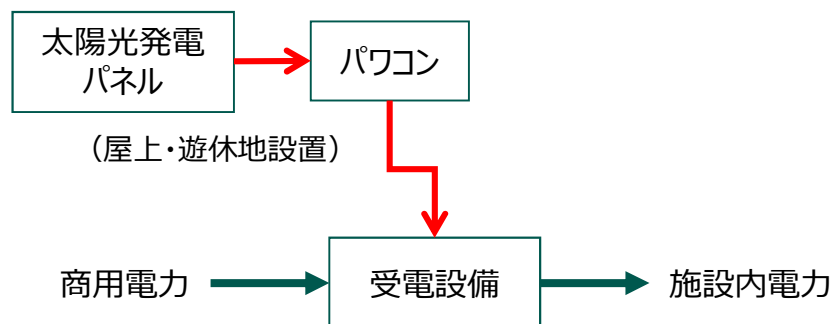 太陽光発電
パネル
パワコン
（屋上・遊休地設置）
商用電力
受電設備
施設内電力